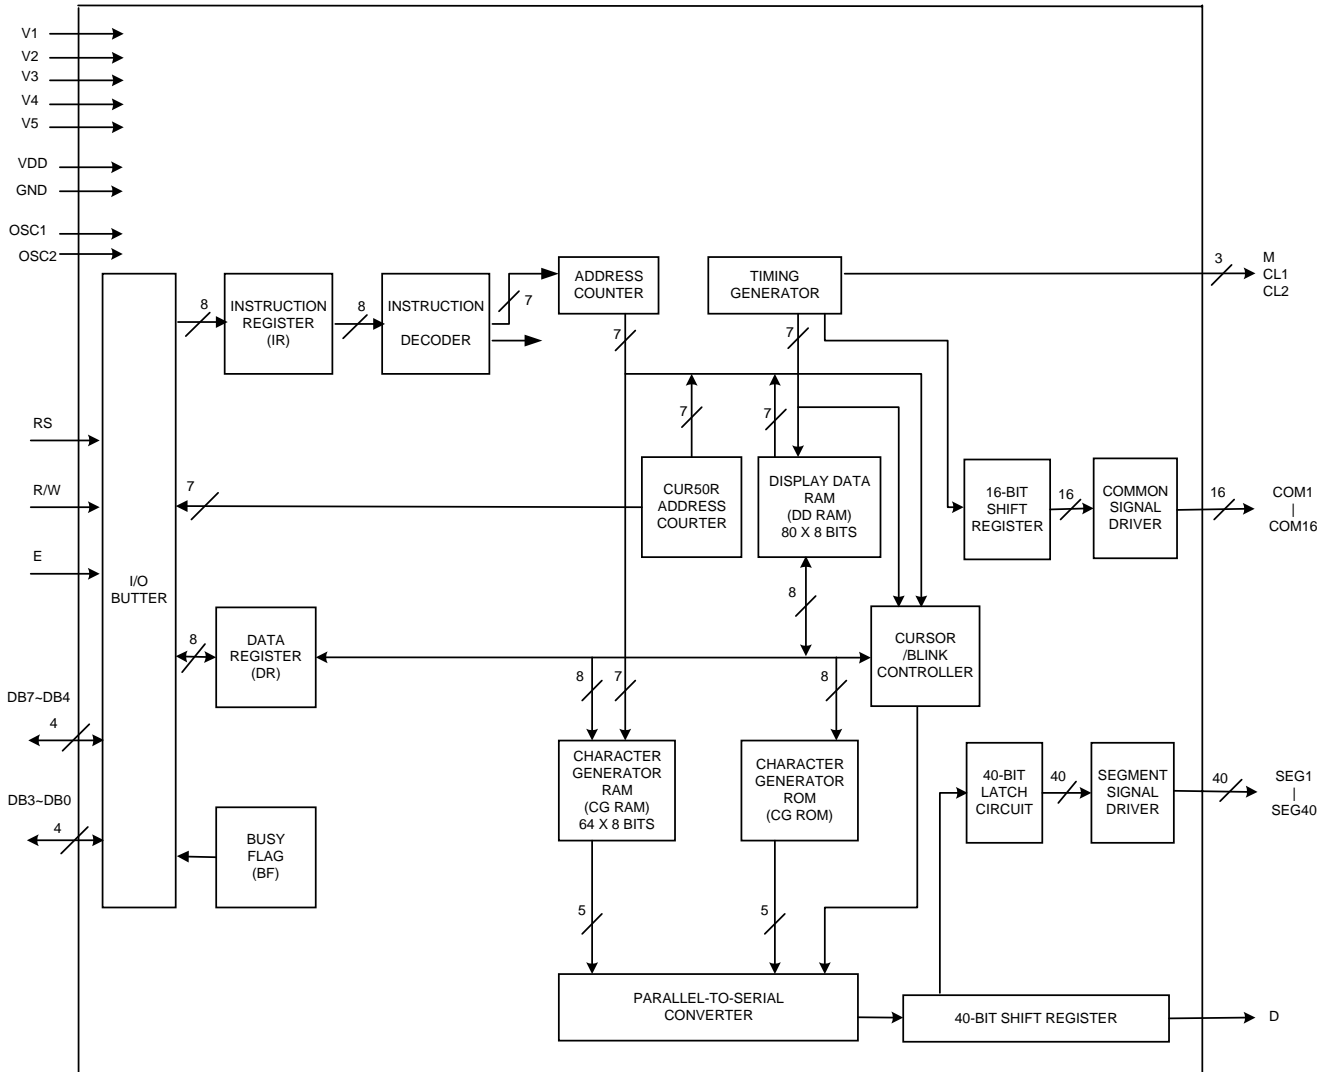 V1
V2
V3
V4
V5
VDD
GND
OSC1
OSC2
8
INSTRUCTION
REGISTER
(IR)
8
INSTRUCTION
DECODER
7
ADDRESS
COUNTER
7
TIMING
GENERATOR
7
3
M
CL1
CL2
RS
R/W
E
I/O
BUTTER
7
7
CUR50R
ADDRESS
COURTER
7
DISPLAY DATA
RAM
(DD RAM)
80 X 8 BITS
16-BIT
SHIFT
REGISTER
16
COMMON
SIGNAL
DRIVER
16
COM1
|
COM16
8
DATA
REGISTER
(DR)
8
CURSOR
/BLINK
CONTROLLER
8
7
8
DB7~DB4
4
DB3~DB0
4
BUSY
FLAG
(BF)
CHARACTER
GENERATOR
RAM
(CG RAM)
64 X 8 BITS
CHARACTER
GENERATOR
ROM
(CG ROM)
40-BIT
LATCH
CIRCUIT
40
SEGMENT
SIGNAL
DRIVER
40
SEG1
|
SEG40
5
5
PARALLEL-TO-SERIAL
CONVERTER
40-BIT SHIFT REGISTER
D